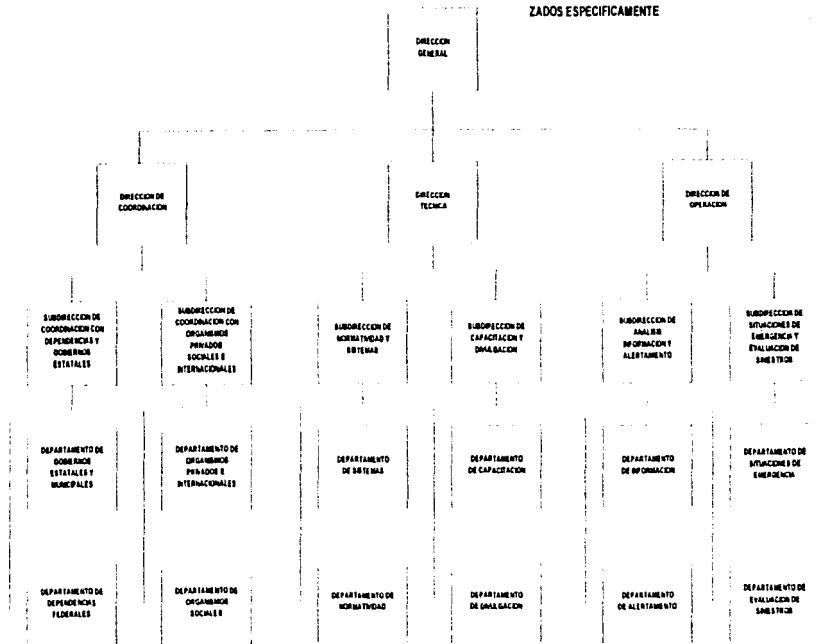 ZADOS ESPECIFICAMENTE
DIRECCION
GENERAL
DIRECCION DE
COORDINACION
DIRECCION
TECNICA
DIRECCION DE
OPERACION
SUBDIRECCION DE
COORDINACION CON
DEPENDENCIAS Y
GOBIERNOS
ESTATALES
SUBDIRECCION DE
COORDINACION CON
ORGANISMOS
PRIVADOS
SOCIALES E
INTERNACIONALES
SUBDIRECCION DE
NORMATIVIDAD Y
SISTEMAS
SUBDIRECCION DE
CAPACITACION Y
DIVULGACION
SUBDIRECCION DE
ANALISIS
INFORMACION Y
ALERTAMIENTO
SUBDIRECCION DE
SITUACIONES DE
EMERGENCIA Y
EVALUACION DE
SINIESTROS
DEPARTAMENTO DE
GOBIERNOS
ESTATALES Y
MUNICIPALES
DEPARTAMENTO DE
ORGANISMOS
PRIVADOS E
INTERNACIONALES
DEPARTAMENTO
DE SISTEMAS
DEPARTAMENTO
DE CAPACITACION
DEPARTAMENTO
DE INFORMACION
DEPARTAMENTO DE
SITUACIONES DE
EMERGENCIA
DEPARTAMENTO DE
DEPENDENCIAS
FEDERALES
DEPARTAMENTO DE
ORGANISMOS
SOCIALES
DEPARTAMENTO DE
NORMATIVIDAD
DEPARTAMENTO
DE DIVULGACION
DEPARTAMENTO
DE ALERTAMIENTO
DEPARTAMENTO DE
EVALUACION DE
SINIESTROS